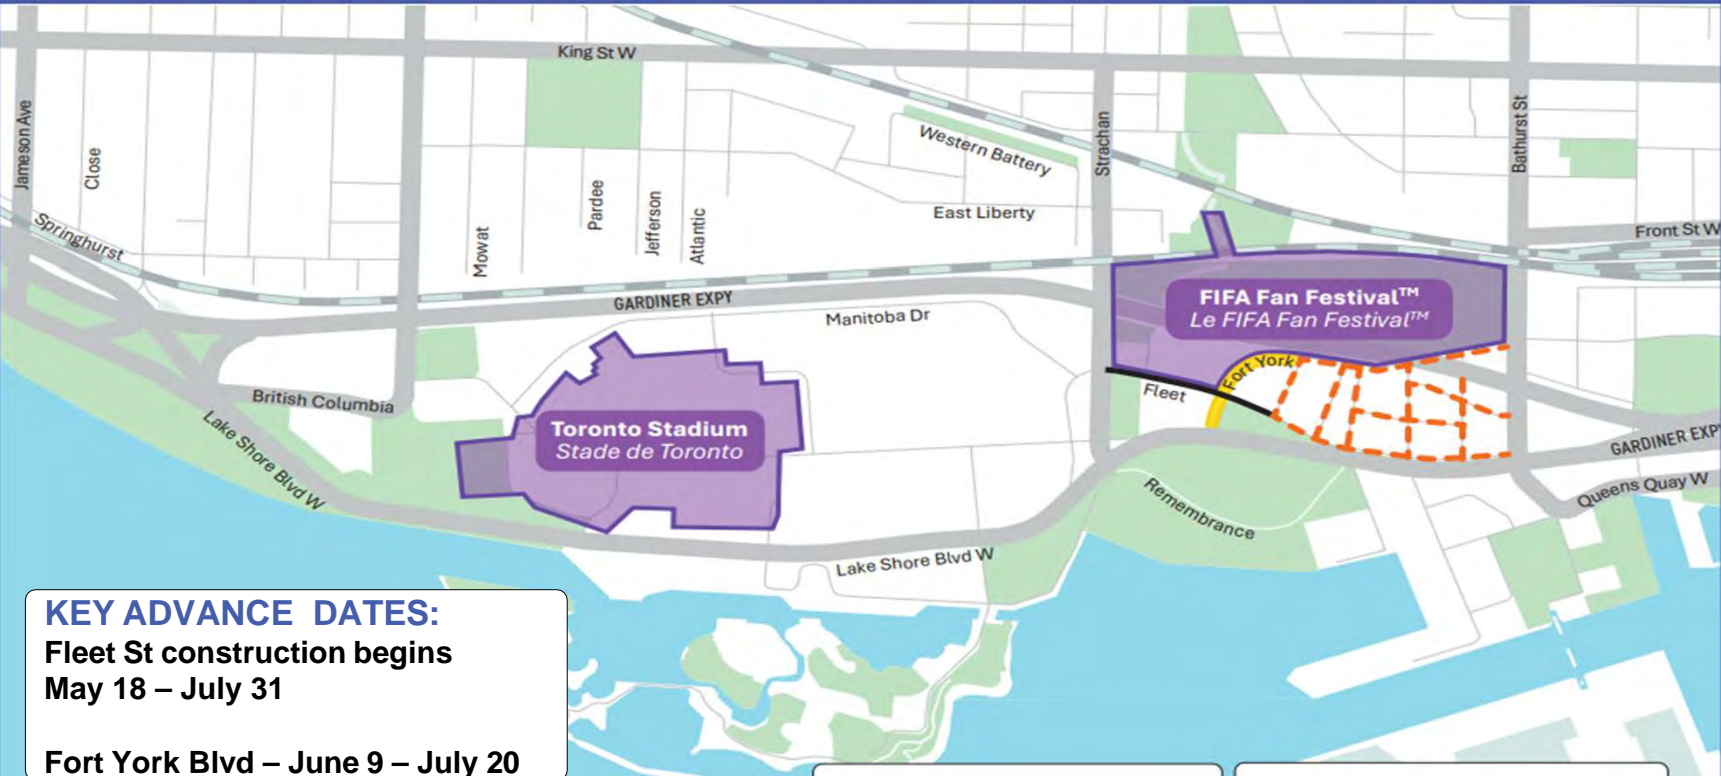 King St W
Jameson Ave
Close
Western Battery
Strachan
Bathurst St
Springhurst
Mowat
Pardee
Jefferson
Atlantic
East Liberty
Front St W
GARDINER EXPY
Manitoba Dr
FIFA Fan Festival™
Le FIFA Fan Festival™
British Columbia
Fort York
Fleet
Lake Shore Blvd W
Toronto Stadium
Stade de Toronto
GARDINER EXPY
Queens Quay W
Remembrance
Lake Shore Blvd W
KEY ADVANCE DATES:
Fleet St construction begins
May 18 – July 31
Fort York Blvd – June 9 – July 20